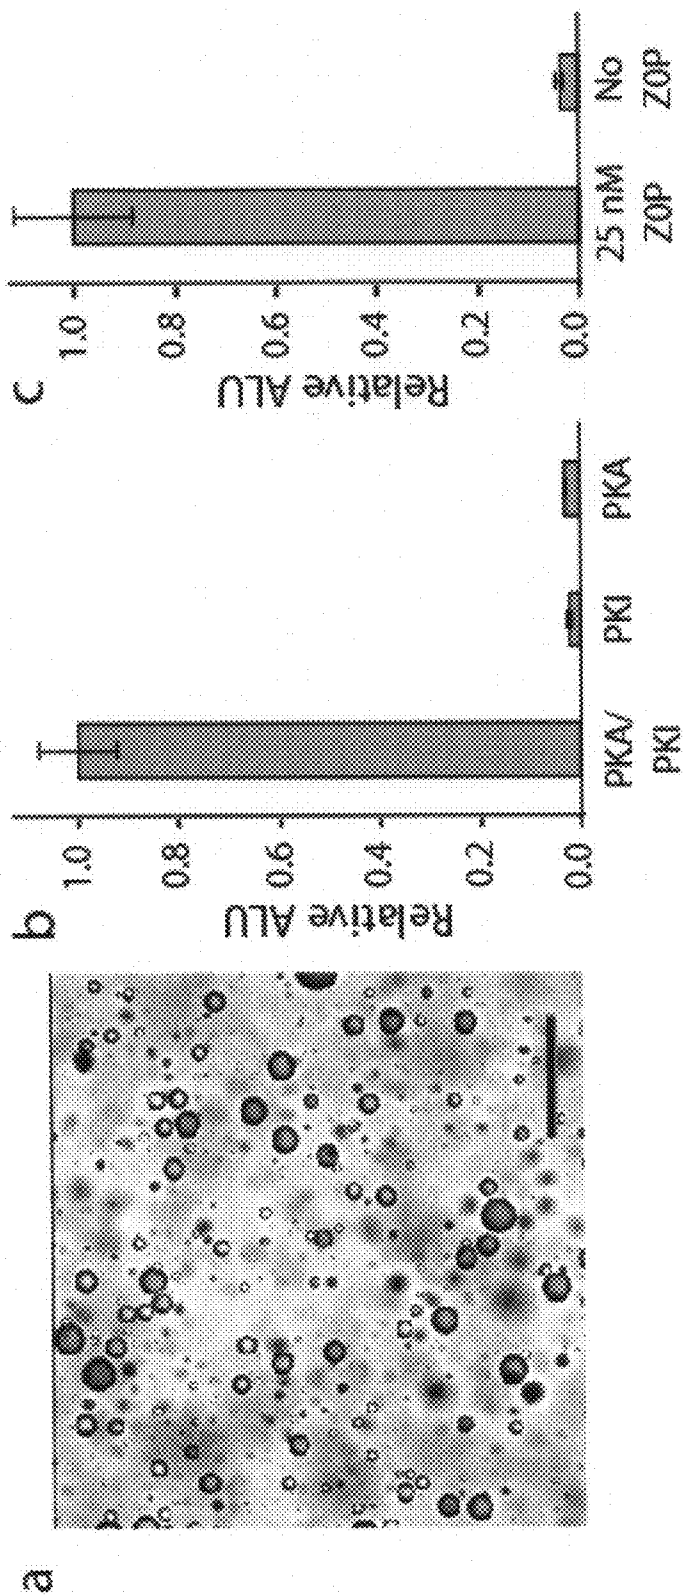 a
b
Relative ALU
1.0
0.8
0.6
0.4
0.2
0.0
PKA/
PKI
PKI
PKA
c
Relative ALU
1.0
0.8
0.6
0.4
0.2
0.0
25 nM
ZOP
No
ZOP